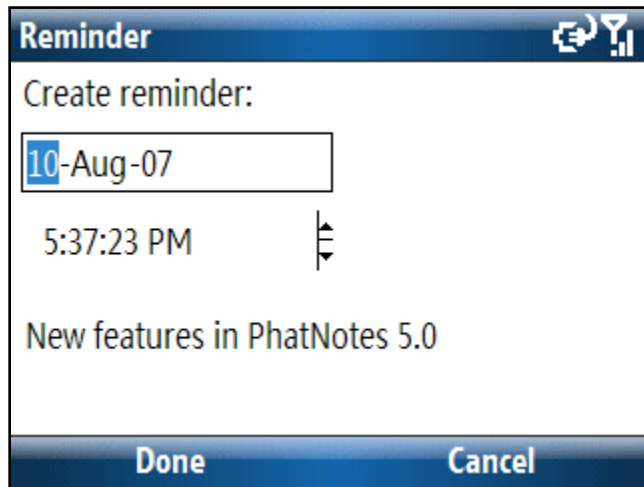 Reminder
Create reminder:
10-Aug-07
5:37:23 PM
New features in PhatNotes 5.0
Done Cancel